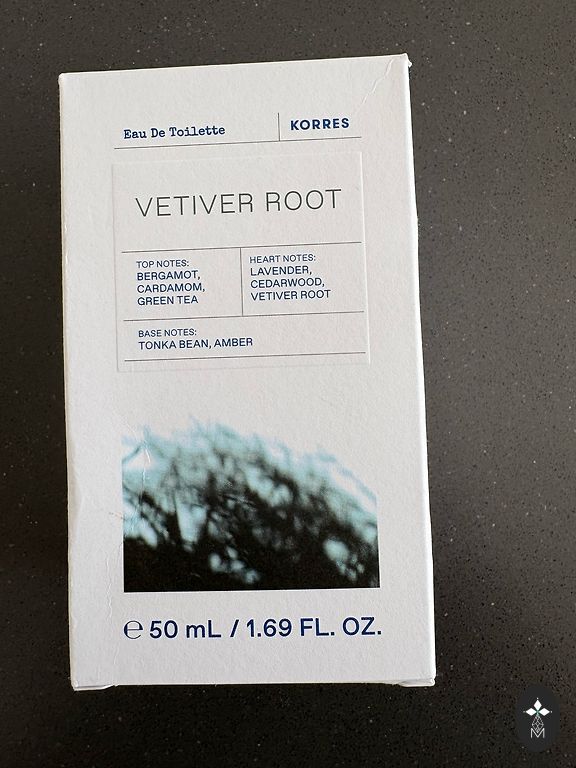 Eau De Toilette
KORRES
VETIVER ROOT
TOP NOTES:
BERGAMOT,
CARDAMOM,
GREEN TEA
HEART NOTES:
LAVENDER,
CEDARWOOD,
VETIVER ROOT
BASE NOTES:
TONKA BEAN, AMBER
℮ 50 mL / 1.69 FL. OZ.
M